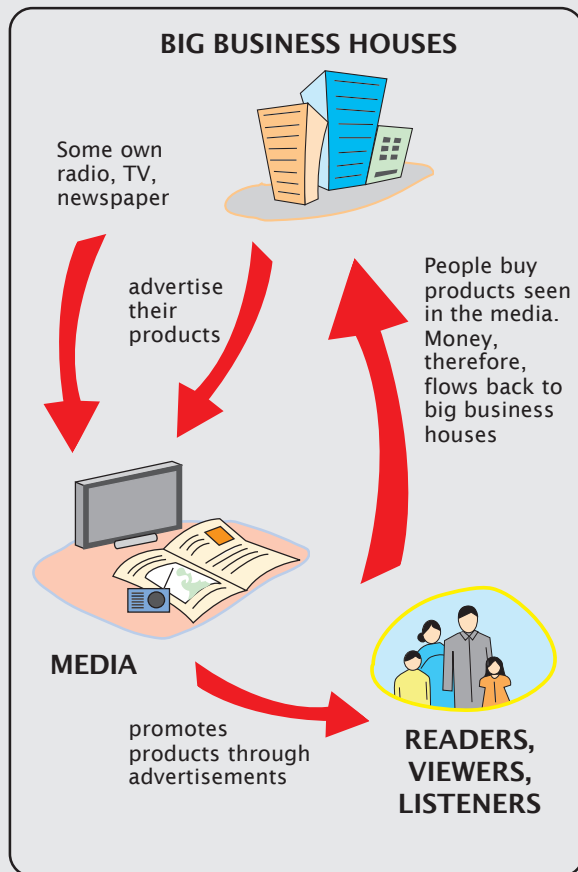 BIG BUSINESS HOUSES
Some own
radio, TV,
newspaper
advertise
their
products
People buy
products seen
in the media.
Money,
therefore,
flows back to
big business
houses
MEDIA
promotes
products through
advertisements
READERS,
VIEWERS,
LISTENERS